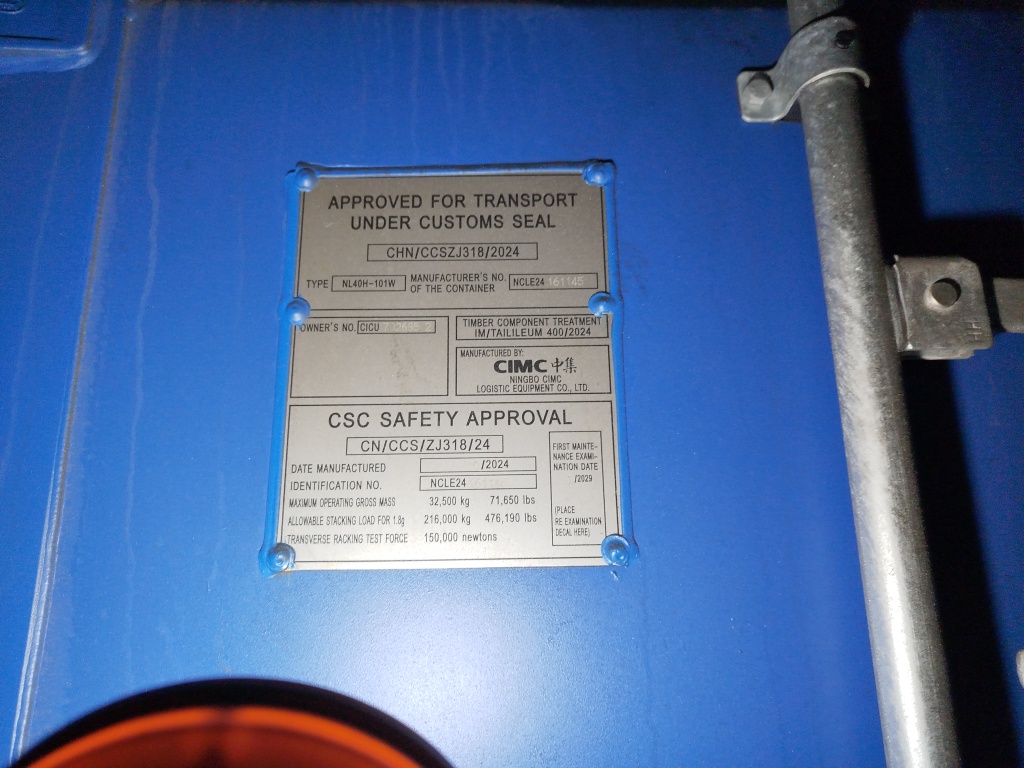 APPROVED FOR TRANSPORT
UNDER CUSTOMS SEAL
CHN/CCSZJ318/2024
TYPE NL40H-101W MANUFACTURER'S NO. OF THE CONTAINER NCLE24 161145
OWNER'S NO. CICU
TIMBER COMPONENT TREATMENT
IM/TAILILEUM 400/2024
MANUFACTURED BY:
CIMC 中集
NINGBO CIMC
LOGISTIC EQUIPMENT CO., LTD.
CSC SAFETY APPROVAL
CN/CCS/ZJ318/24
DATE MANUFACTURED /2024
IDENTIFICATION NO. NCLE24
MAXIMUM OPERATING GROSS MASS 32,500 kg 71,650 lbs
ALLOWABLE STACKING LOAD FOR 1.8g 216,000 kg 476,190 lbs
TRANSVERSE RACKING TEST FORCE 150,000 newtons
FIRST MAINTE-
NANCE EXAMI-
NATION DATE
/2029
(PLACE
RE EXAMINATION
DECAL HERE)
H